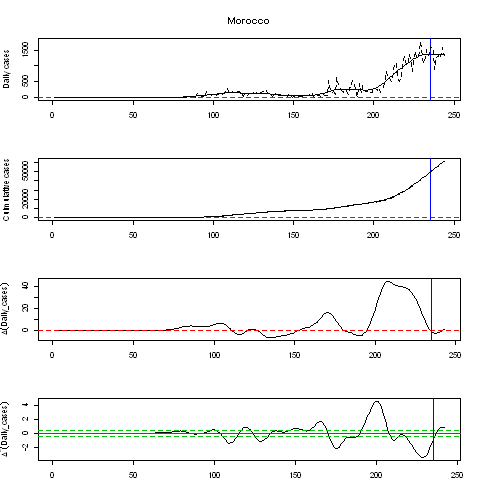 Morocco
Daily cases
0 500 1500
0 50 100 150 200 250
Cumulative cases
0 20000 50000
0 50 100 150 200 250
Δ(Daily_cases)
0 20 40
0 50 100 150 200 250
(Daily_cases)
-2 0 2 4
0 50 100 150 200 250